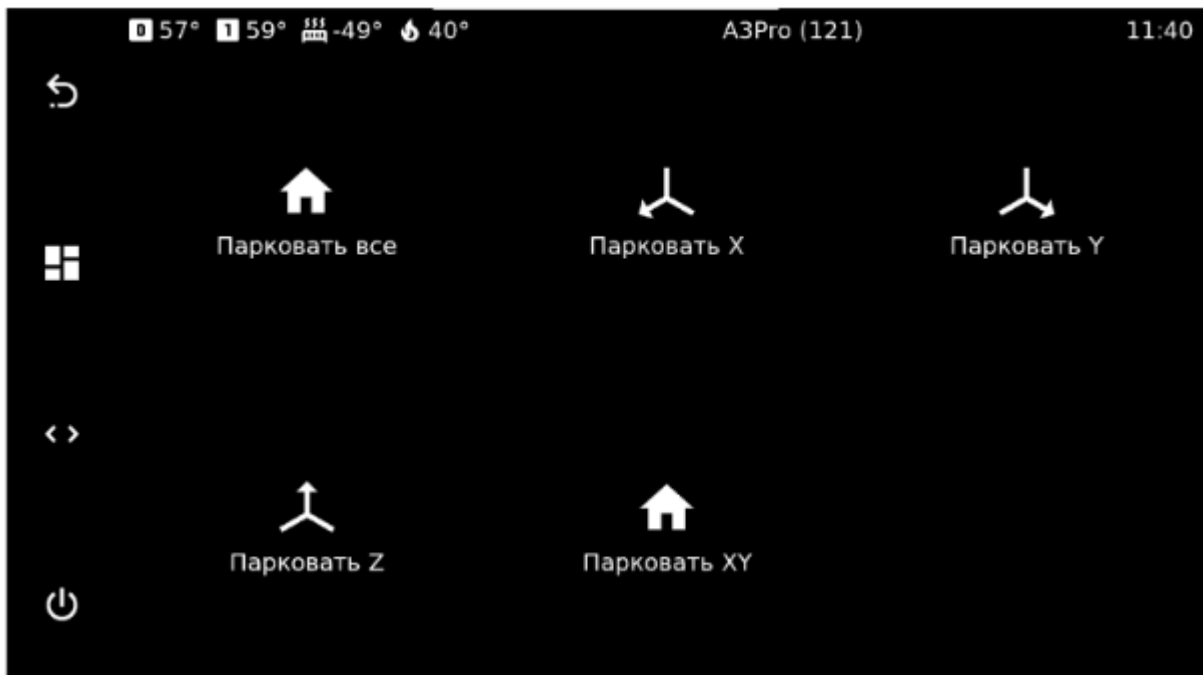 0 57° 1 59° -49° 40° A3Pro (121) 11:40
Парковать все Парковать X Парковать Y
Парковать Z Парковать XY